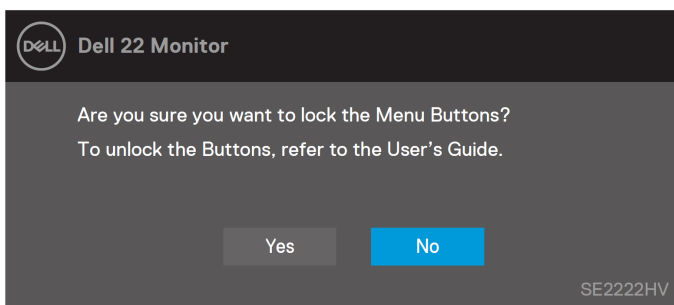 DELL Dell 22 Monitor
Are you sure you want to lock the Menu Buttons?
To unlock the Buttons, refer to the User's Guide.
Yes No
SE2222HV